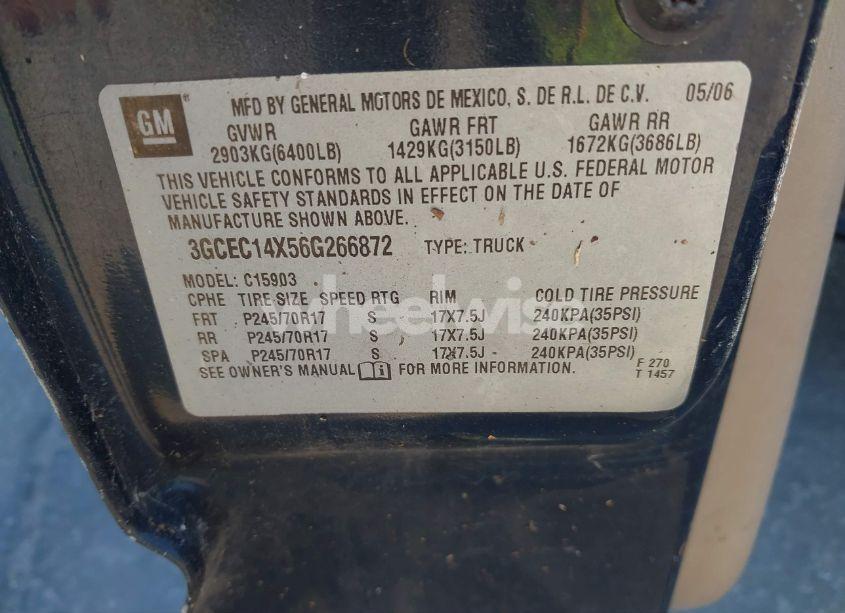 GM ® MFD BY GENERAL MOTORS DE MEXICO, S. DE R.L. DE C.V. 05/06
GVWR GAWR FRT GAWR RR
2903KG(6400LB) 1429KG(3150LB) 1672KG(3686LB)
THIS VEHICLE CONFORMS TO ALL APPLICABLE U.S. FEDERAL MOTOR
VEHICLE SAFETY STANDARDS IN EFFECT ON THE DATE OF
MANUFACTURE SHOWN ABOVE.
3GCEC14X56G266872 TYPE: TRUCK
MODEL: C15903
CPHE TIRE SIZE SPEED RTG RIM COLD TIRE PRESSURE
FRT P245/70R17 S 17X7.5J 240KPA(35PSI)
RR P245/70R17 S 17X7.5J 240KPA(35PSI)
SPA P245/70R17 S 17X7.5J 240KPA(35PSI)
SEE OWNER'S MANUAL i FOR MORE INFORMATION.
F 270
T 1457
wheelwise